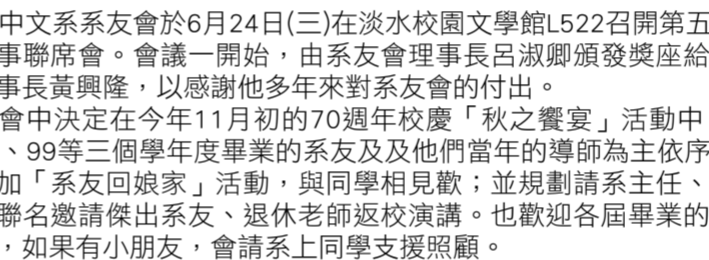 中文系系友會於6月24日(三)在淡水校園文學館L522召開第五
事聯席會。會議一開始，由系友會理事長呂淑卿頒發獎座給
事長黃興隆，以感謝他多年來對系友會的付出。
會中決定在今年11月初的70週年校慶「秋之饗宴」活動中
、99等三個學年度畢業的系友及及他們當年的導師為主依序
加「系友回娘家」活動，與同學相見歡；並規劃請系主任、
聯名邀請傑出系友、退休老師返校演講。也歡迎各屆畢業的
，如果有小朋友，會請系上同學支援照顧。